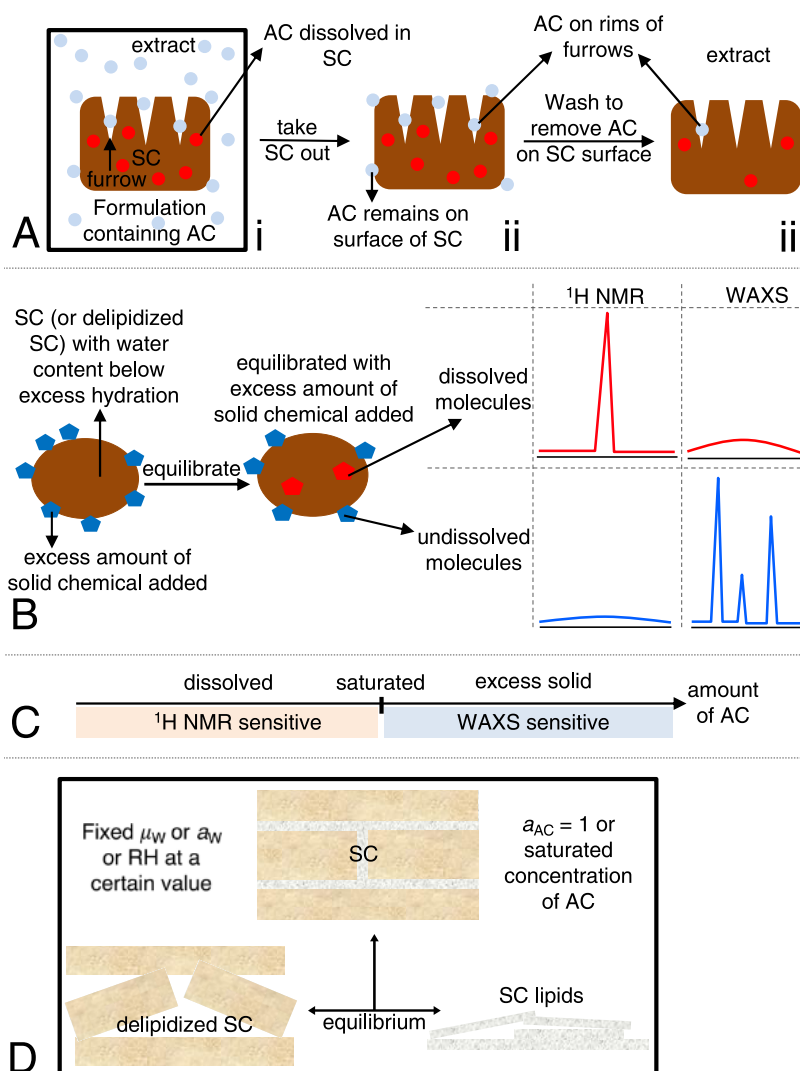 extract
SC
furrow
Formulation
containing AC
i
AC dissolved in
SC
take
SC out
AC remains on
surface of SC
ii
AC on rims of
furrows
Wash to
remove AC
on SC surface
extract
ii
A
SC (or delipidized
SC) with water
content below
excess hydration
equilibrate
excess amount of
solid chemical added
equilibrated with
excess amount of
solid chemical added
dissolved
molecules
undissolved
molecules
¹H NMR
WAXS
B
dissolved
saturated
excess solid
amount
of AC
¹H NMR sensitive
WAXS sensitive
C
Fixed μW or aW
or RH at a
certain value
SC
aAC = 1 or
saturated
concentration
of AC
delipidized SC
equilibrium
SC lipids
D